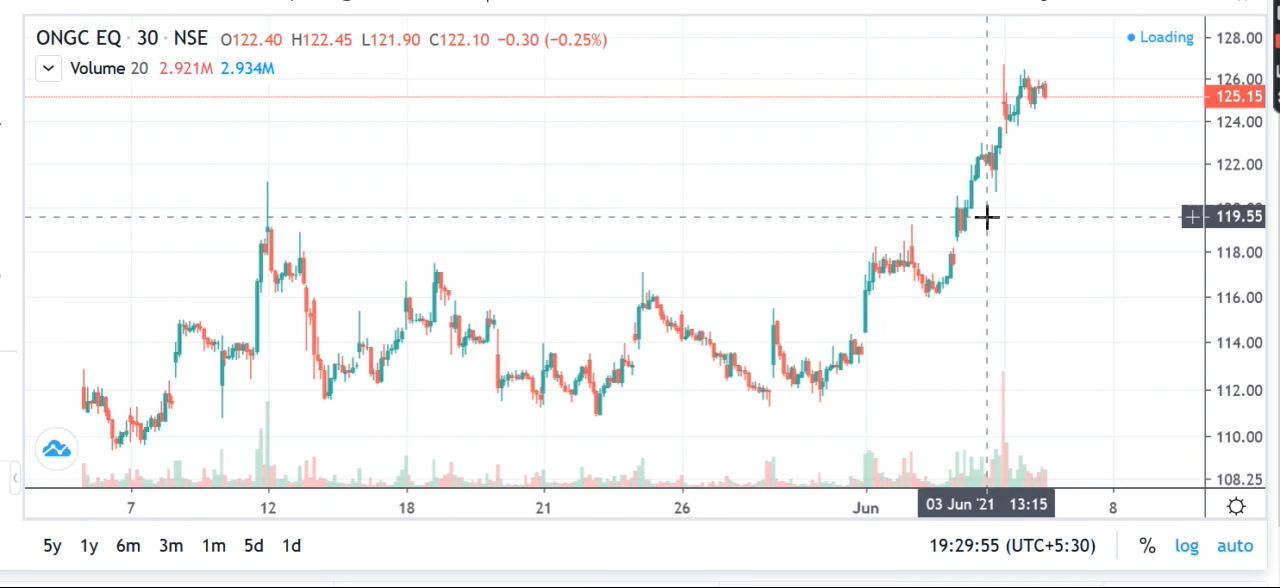 ONGC EQ · 30 · NSE O122.40 H122.45 L121.90 C122.10 −0.30 (−0.25%)
Loading
Volume 20 2.921M 2.934M
128.00
126.00
125.15
124.00
122.00
119.55
118.00
116.00
114.00
112.00
110.00
108.25
7 12 18 21 26 Jun 03 Jun '21 13:15 8
5y 1y 6m 3m 1m 5d 1d 19:29:55 (UTC+5:30) % log auto